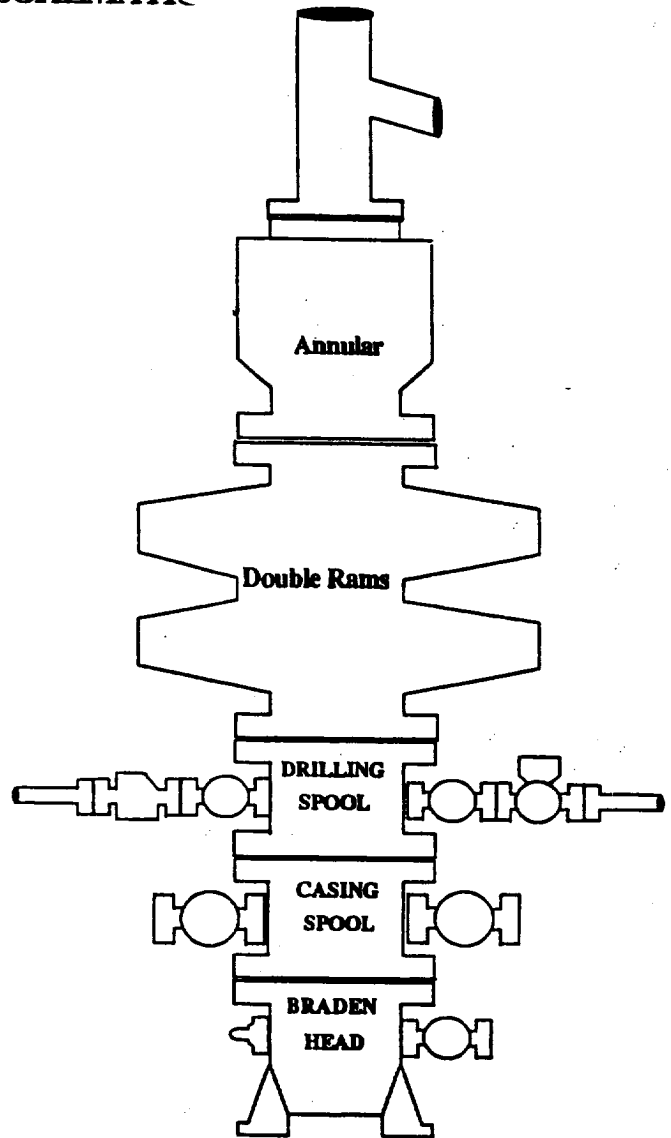 Annular
Double Rams
DRILLING
SPOOL
CASING
SPOOL
BRADEN
HEAD